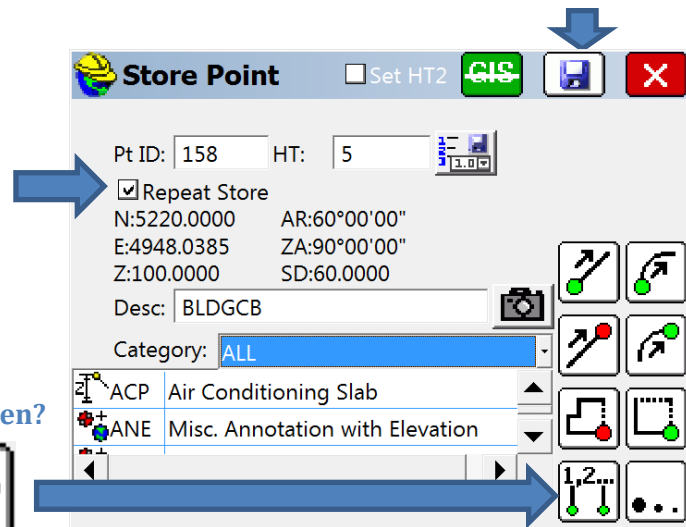 Store Point Set HT2 GIS
Pt ID: 158 HT: 5 1.0
Repeat Store
N:5220.0000 AR:60°00'00"
E:4948.0385 ZA:90°00'00"
Z:100.0000 SD:60.0000
Desc: BLDGCB
Category: ALL
ACP Air Conditioning Slab
en?
ANE Misc. Annotation with Elevation
1,2...